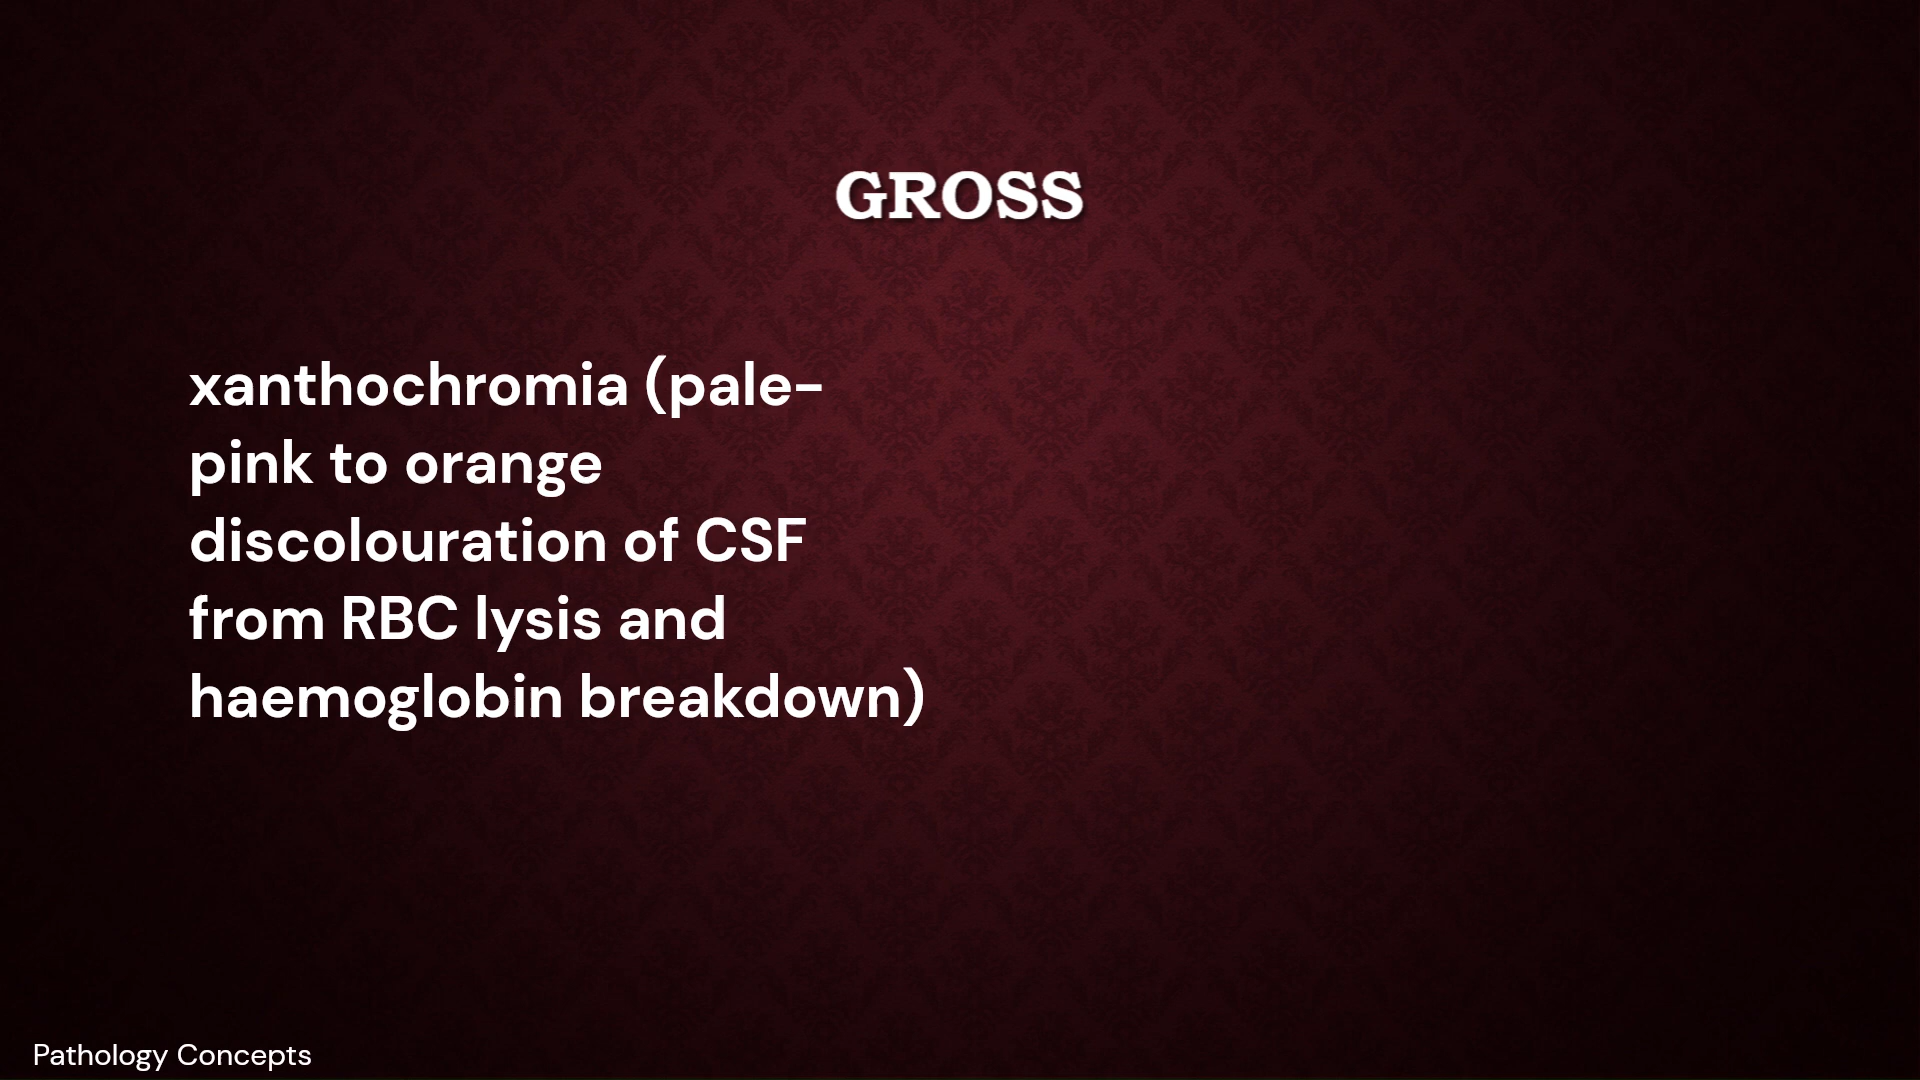 GROSS
xanthochromia (pale-
pink to orange
discolouration of CSF
from RBC lysis and
haemoglobin breakdown)
Pathology Concepts